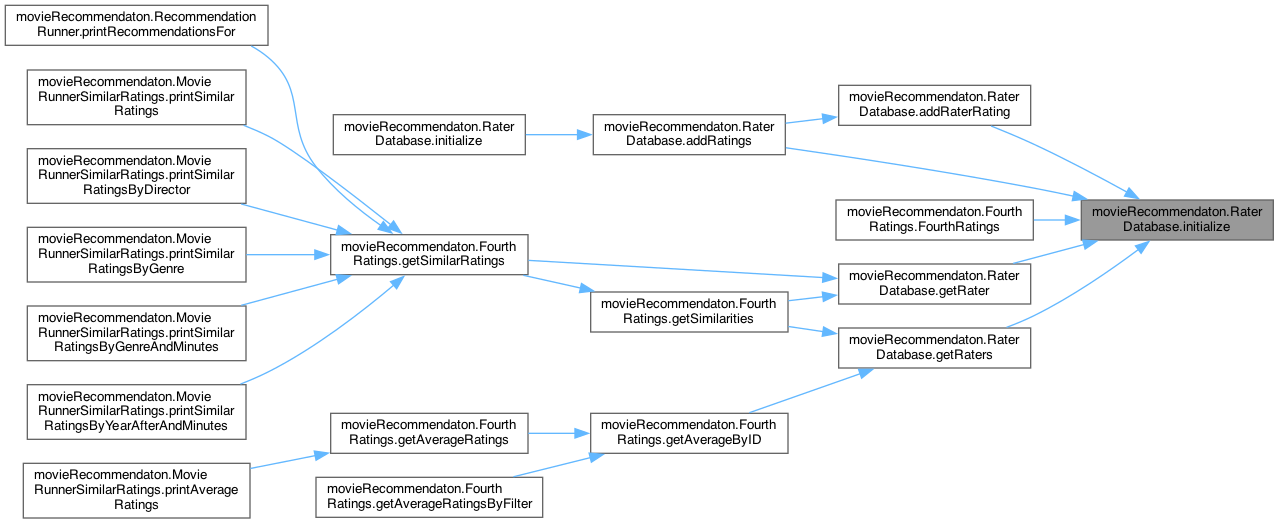 movieRecommendaton.Recommendation
Runner.printRecommendationsFor
movieRecommendaton.Movie
RunnerSimilarRatings.printSimilar
Ratings
movieRecommendaton.Movie
RunnerSimilarRatings.printSimilar
RatingsByDirector
movieRecommendaton.Movie
RunnerSimilarRatings.printSimilar
RatingsByGenre
movieRecommendaton.Movie
RunnerSimilarRatings.printSimilar
RatingsByGenreAndMinutes
movieRecommendaton.Movie
RunnerSimilarRatings.printSimilar
RatingsByYearAfterAndMinutes
movieRecommendaton.Movie
RunnerSimilarRatings.printAverage
Ratings
movieRecommendaton.Rater
Database.initialize
movieRecommendaton.Fourth
Ratings.getSimilarRatings
movieRecommendaton.Fourth
Ratings.getAverageRatings
movieRecommendaton.Fourth
Ratings.getAverageRatingsByFilter
movieRecommendaton.Rater
Database.addRatings
movieRecommendaton.Fourth
Ratings.getSimilarities
movieRecommendaton.Fourth
Ratings.getAverageByID
movieRecommendaton.Rater
Database.addRaterRating
movieRecommendaton.Fourth
Ratings.FourthRatings
movieRecommendaton.Rater
Database.getRater
movieRecommendaton.Rater
Database.getRaters
movieRecommendaton.Rater
Database.initialize